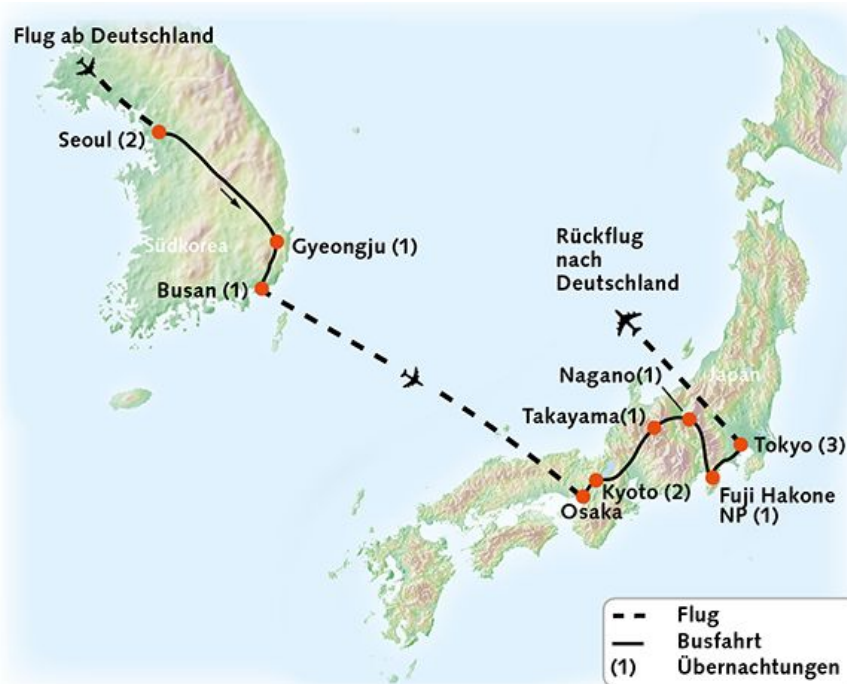 Flug ab Deutschland
Seoul (2)
Südkorea
Gyeongju (1)
Busan (1)
Rückflug
nach
Deutschland
Nagano(1)
Japan
Takayama(1)
Tokyo (3)
Kyoto (2)
Osaka
Fuji Hakone
NP (1)
Flug
Busfahrt
(1) Übernachtungen